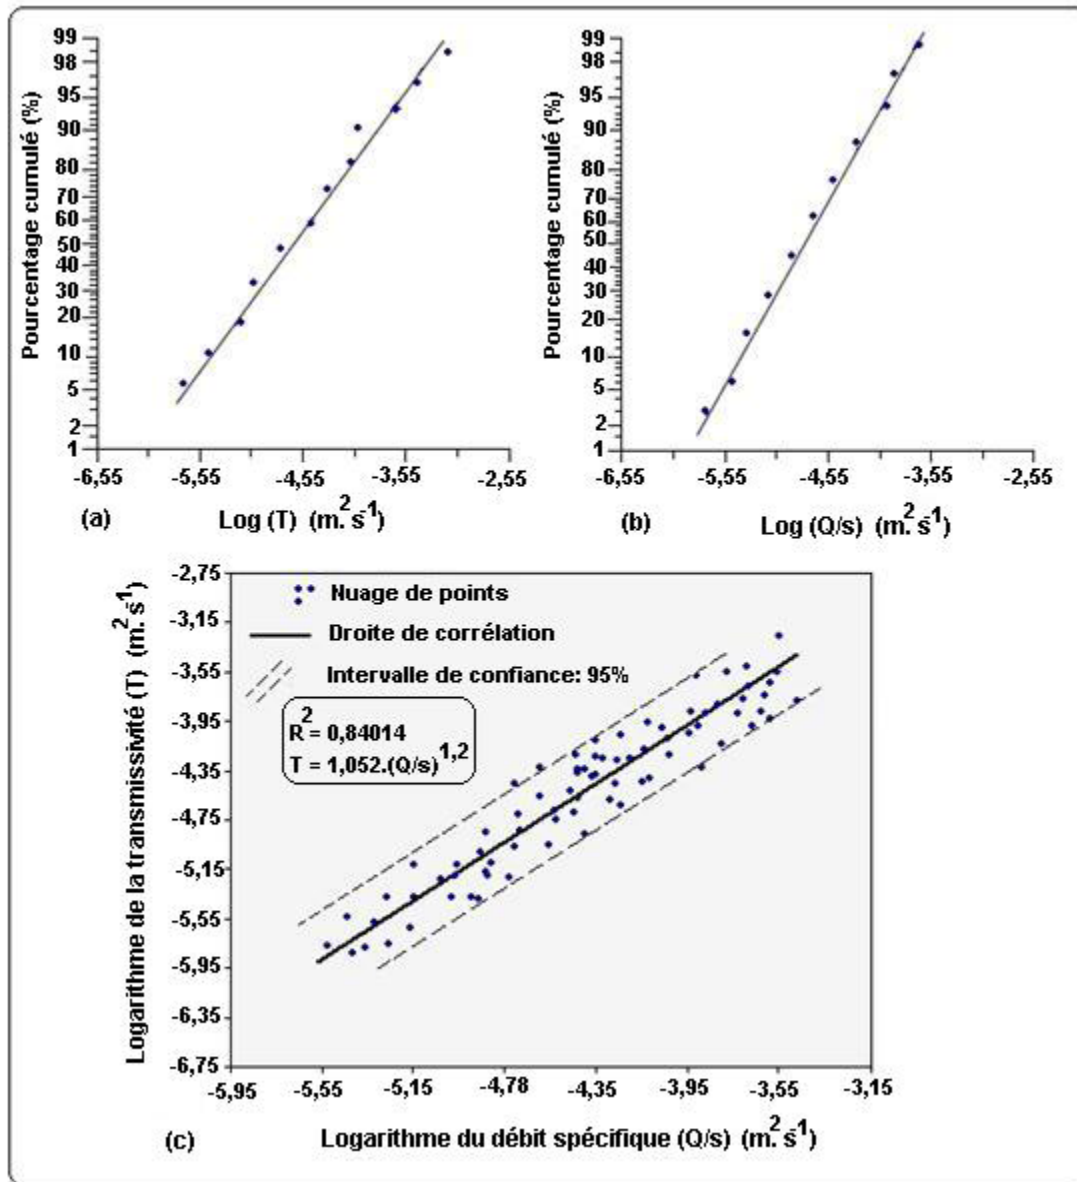 99
98
95
90
80
70
60
50
40
30
20
10
5
2
1
Pourcentage cumulé (%)
-6,55 -5,55 -4,55 -3,55 -2,55
(a) Log (T) (m.²s⁻¹)
99
98
95
90
80
70
60
50
40
30
20
10
5
2
1
Pourcentage cumulé (%)
-6,55 -5,55 -4,55 -3,55 -2,55
(b) Log (Q/s) (m.²s⁻¹)
Logarithme de la transmissivité (T) (m.²s⁻¹)
-2,75
-3,15
-3,55
-3,95
-4,35
-4,75
-5,15
-5,55
-5,95
-6,35
-6,75
Nuage de points
Droite de corrélation
Intervalle de confiance: 95%
R² = 0,84014
T = 1,052.(Q/s)¹,²
-5,95 -5,55 -5,15 -4,78 -4,35 -3,95 -3,55 -3,15
(c) Logarithme du débit spécifique (Q/s) (m.²s⁻¹)